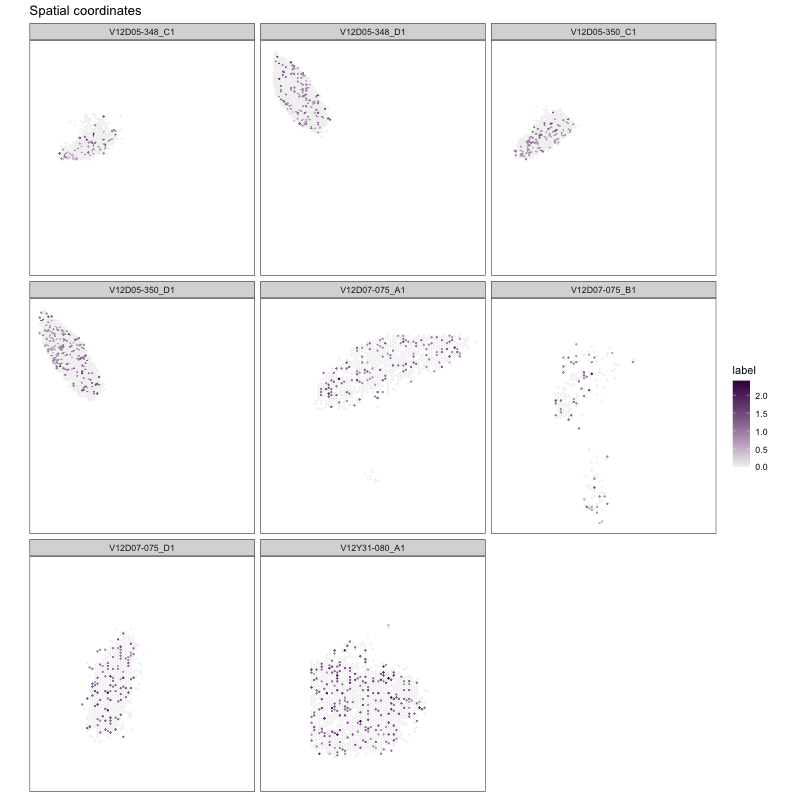 Spatial coordinates
V12D05-348_C1
V12D05-348_D1
V12D05-350_C1
V12D05-350_D1
V12D07-075_A1
V12D07-075_B1
label
2.0
1.5
1.0
0.5
0.0
V12D07-075_D1
V12Y31-080_A1